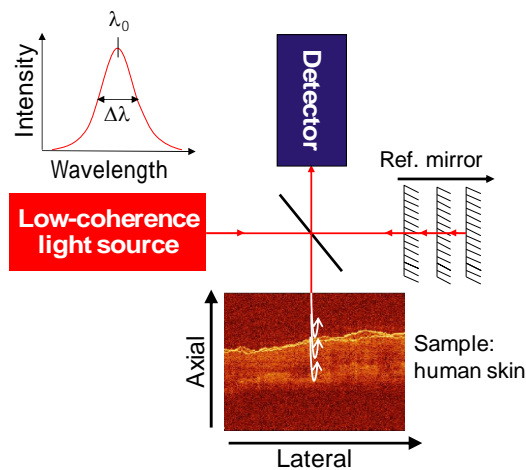 λ0
Intensity
Δλ
Wavelength
Detector
Ref. mirror
Low-coherence
light source
Axial
Sample:
human skin
Lateral